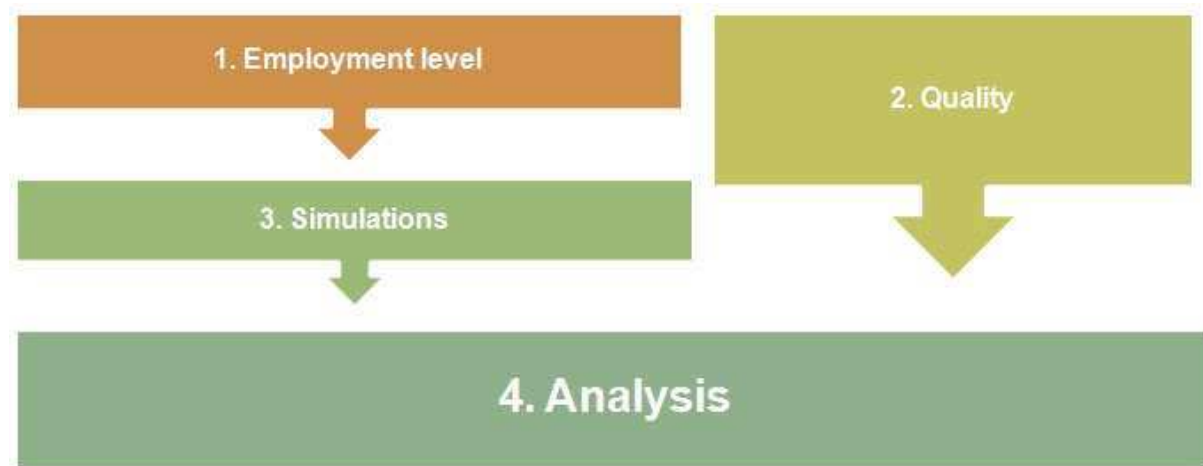 1. Employment level
2. Quality
3. Simulations
4. Analysis